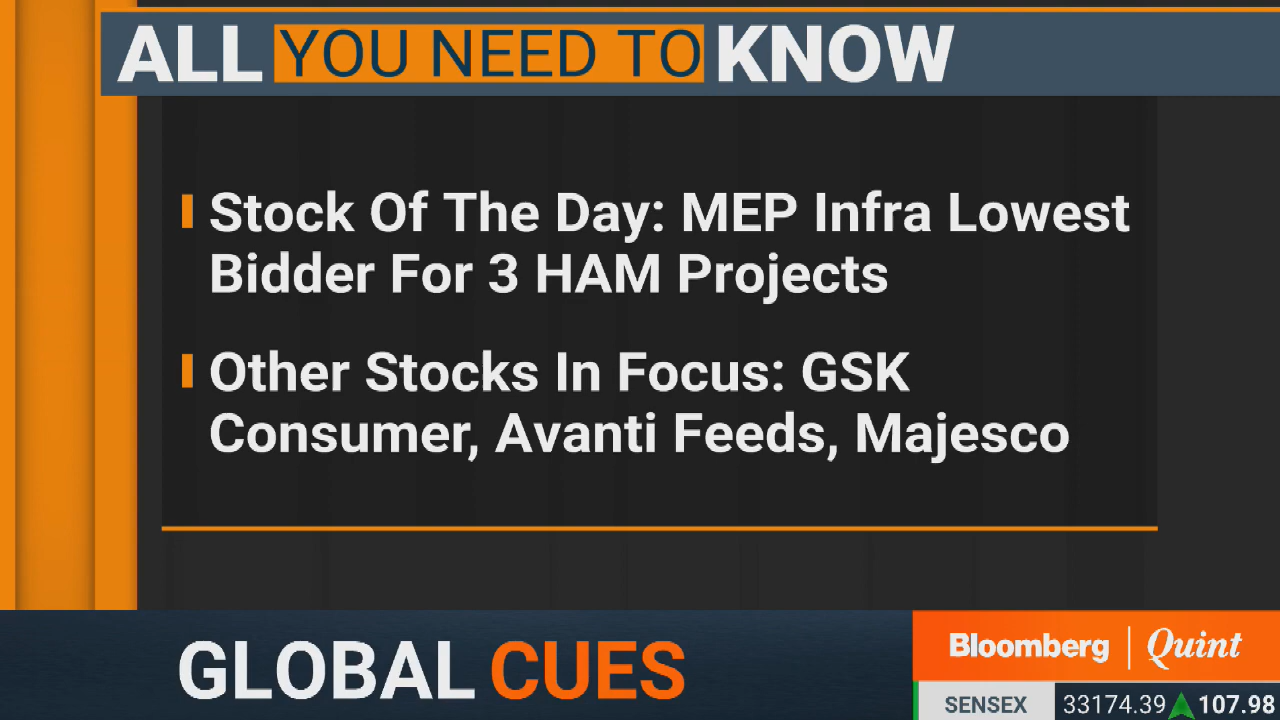 ALL YOU NEED TO KNOW
Stock Of The Day: MEP Infra Lowest
Bidder For 3 HAM Projects
Other Stocks In Focus: GSK
Consumer, Avanti Feeds, Majesco
GLOBAL CUES
Bloomberg | Quint
SENSEX 33174.39 ▲ 107.98